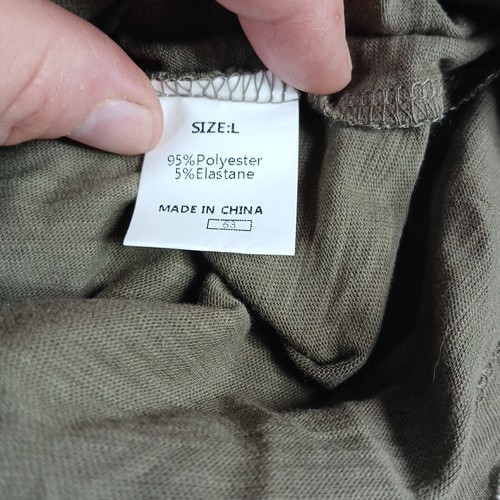 SIZE:L
95%Polyester
5%Elastane
MADE IN CHINA
63